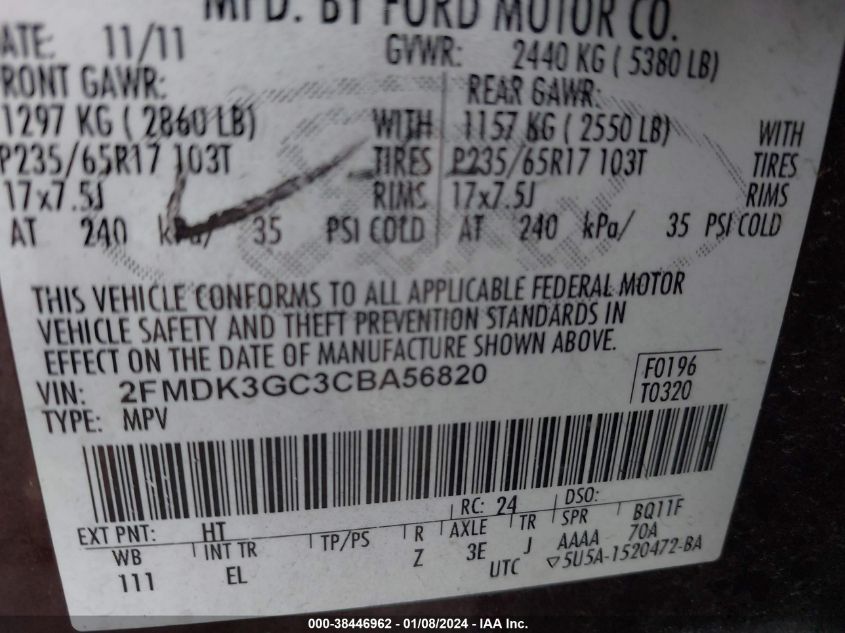 MFD. BY FORD MOTOR CO.
ATE: 11/11 GVWR: 2440 KG ( 5380 LB)
RONT GAWR: REAR GAWR:
1297 KG ( 2860 LB) WITH 1157 KG ( 2550 LB) WITH
P235/65R17 103T TIRES P235/65R17 103T TIRES
17x7.5J RIMS 17x7.5J RIMS
AT 240 kPa/ 35 PSI COLD AT 240 kPa/ 35 PSI COLD
THIS VEHICLE CONFORMS TO ALL APPLICABLE FEDERAL MOTOR
VEHICLE SAFETY AND THEFT PREVENTION STANDARDS IN
EFFECT ON THE DATE OF MANUFACTURE SHOWN ABOVE.
VIN: 2FMDK3GC3CBA56820 F0196
TYPE: MPV T0320
EXT PNT: HT RC: 24 DSO:
WB INT TR TP/PS R AXLE TR SPR BQ11F
111 EL Z 3E J AAAA 70A
UTC ▽5U5A-1520472-BA
000-38446962 - 01/08/2024 - IAA Inc.